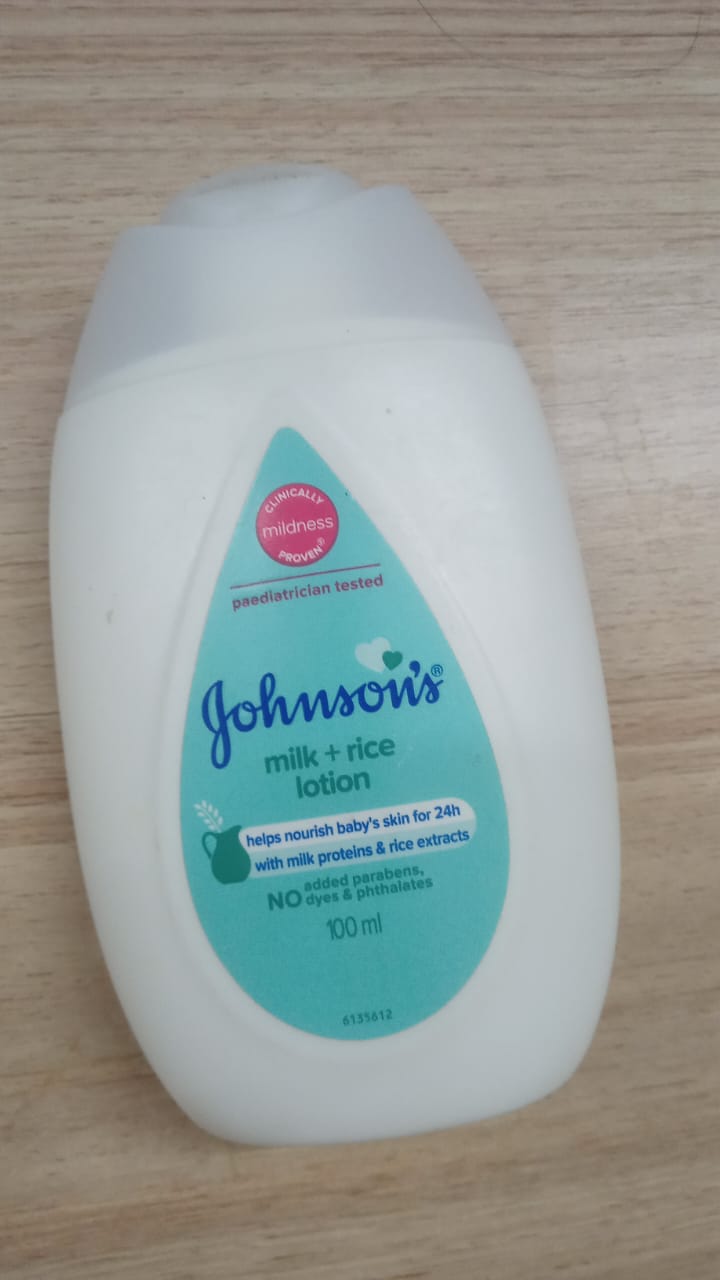 CLINICALLY
mildness
PROVEN®
paediatrician tested
Johnson's®
milk + rice
lotion
helps nourish baby's skin for 24h
with milk proteins & rice extracts
NO added parabens,
dyes & phthalates
100 ml
6135612